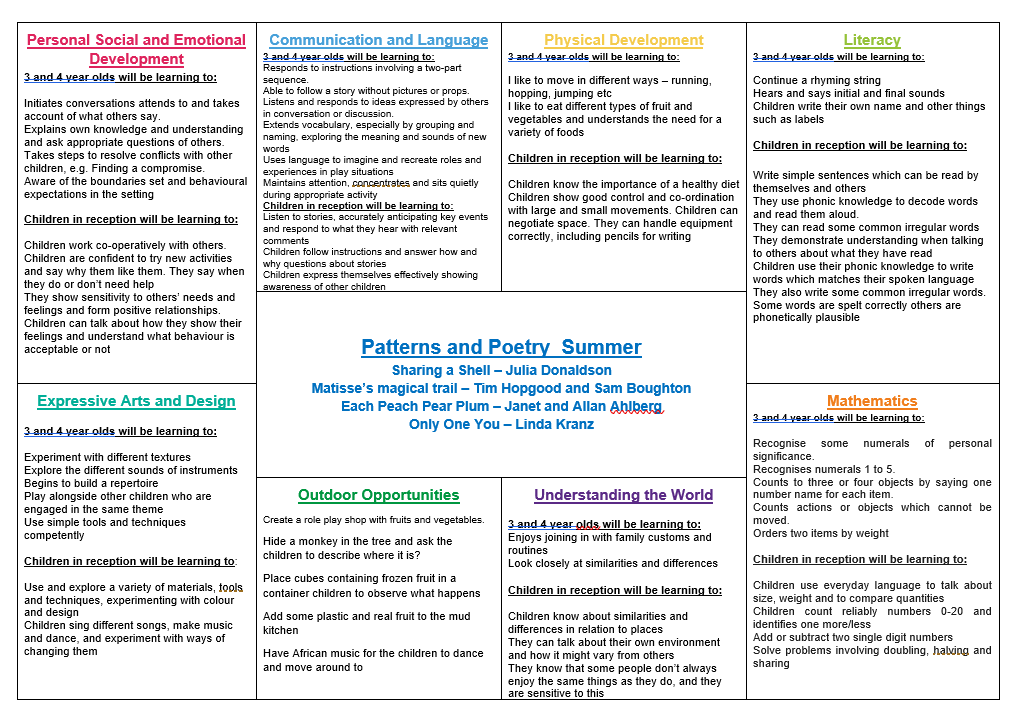 Personal Social and Emotional
Development
3 and 4 year olds will be learning to:
Initiates conversations attends to and takes
account of what others say.
Explains own knowledge and understanding
and ask appropriate questions of others.
Takes steps to resolve conflicts with other
children, e.g. Finding a compromise.
Aware of the boundaries set and behavioural
expectations in the setting
Children in reception will be learning to:
Children work co-operatively with others.
Children are confident to try new activities
and say why them like them. They say when
they do or don't need help
They show sensitivity to others' needs and
feelings and form positive relationships.
Children can talk about how they show their
feelings and understand what behaviour is
acceptable or not
Communication and Language
3 and 4 year olds will be learning to:
Responds to instructions involving a two-part
sequence.
Able to follow a story without pictures or props.
Listens and responds to ideas expressed by others
in conversation or discussion.
Extends vocabulary, especially by grouping and
naming, exploring the meaning and sounds of new
words
Uses language to imagine and recreate roles and
experiences in play situations
Maintains attention, concentrates and sits quietly
during appropriate activity
Children in reception will be learning to:
Listen to stories, accurately anticipating key events
and respond to what they hear with relevant
comments
Children follow instructions and answer how and
why questions about stories
Children express themselves effectively showing
awareness of other children
Physical Development
3 and 4 year olds will be learning to:
I like to move in different ways – running,
hopping, jumping etc
I like to eat different types of fruit and
vegetables and understands the need for a
variety of foods
Children in reception will be learning to:
Children know the importance of a healthy diet
Children show good control and co-ordination
with large and small movements. Children can
negotiate space. They can handle equipment
correctly, including pencils for writing
Literacy
3 and 4 year olds will be learning to:
Continue a rhyming string
Hears and says initial and final sounds
Children write their own name and other things
such as labels
Children in reception will be learning to:
Write simple sentences which can be read by
themselves and others
They use phonic knowledge to decode words
and read them aloud.
They can read some common irregular words
They demonstrate understanding when talking
to others about what they have read
Children use their phonic knowledge to write
words which matches their spoken language
They also write some common irregular words.
Some words are spelt correctly others are
phonetically plausible
Patterns and Poetry Summer
Sharing a Shell – Julia Donaldson
Matisse's magical trail – Tim Hopgood and Sam Boughton
Each Peach Pear Plum – Janet and Allan Ahlberg
Only One You – Linda Kranz
Expressive Arts and Design
3 and 4 year olds will be learning to:
Experiment with different textures
Explore the different sounds of instruments
Begins to build a repertoire
Play alongside other children who are
engaged in the same theme
Use simple tools and techniques
competently
Children in reception will be learning to:
Use and explore a variety of materials, tools
and techniques, experimenting with colour
and design
Children sing different songs, make music
and dance, and experiment with ways of
changing them
Outdoor Opportunities
Create a role play shop with fruits and vegetables.
Hide a monkey in the tree and ask the
children to describe where it is?
Place cubes containing frozen fruit in a
container children to observe what happens
Add some plastic and real fruit to the mud
kitchen
Have African music for the children to dance
and move around to
Understanding the World
3 and 4 year olds will be learning to:
Enjoys joining in with family customs and
routines
Look closely at similarities and differences
Children in reception will be learning to:
Children know about similarities and
differences in relation to places
They can talk about their own environment
and how it might vary from others
They know that some people don't always
enjoy the same things as they do, and they
are sensitive to this
Mathematics
3 and 4 year olds will be learning to:
Recognise some numerals of personal
significance.
Recognises numerals 1 to 5.
Counts to three or four objects by saying one
number name for each item.
Counts actions or objects which cannot be
moved.
Orders two items by weight
Children in reception will be learning to:
Children use everyday language to talk about
size, weight and to compare quantities
Children count reliably numbers 0-20 and
identifies one more/less
Add or subtract two single digit numbers
Solve problems involving doubling, halving and
sharing